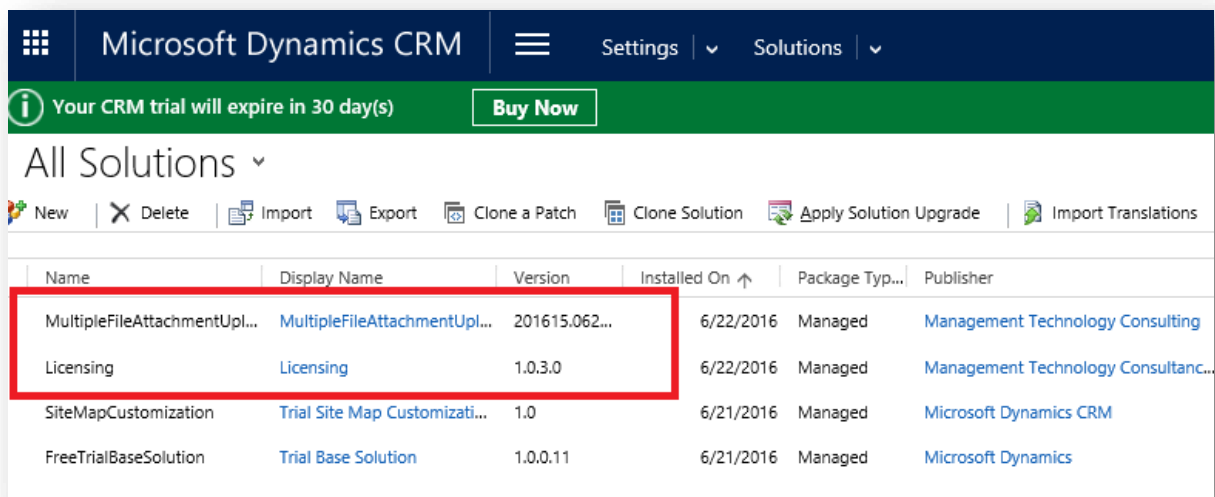 Microsoft Dynamics CRM Settings Solutions
Your CRM trial will expire in 30 day(s) Buy Now
All Solutions
New Delete Import Export Clone a Patch Clone Solution Apply Solution Upgrade Import Translations
Name Display Name Version Installed On Package Typ... Publisher
MultipleFileAttachmentUpl... MultipleFileAttachmentUpl... 201615.062... 6/22/2016 Managed Management Technology Consulting
Licensing Licensing 1.0.3.0 6/22/2016 Managed Management Technology Consultanc...
SiteMapCustomization Trial Site Map Customizati... 1.0 6/21/2016 Managed Microsoft Dynamics CRM
FreeTrialBaseSolution Trial Base Solution 1.0.0.11 6/21/2016 Managed Microsoft Dynamics